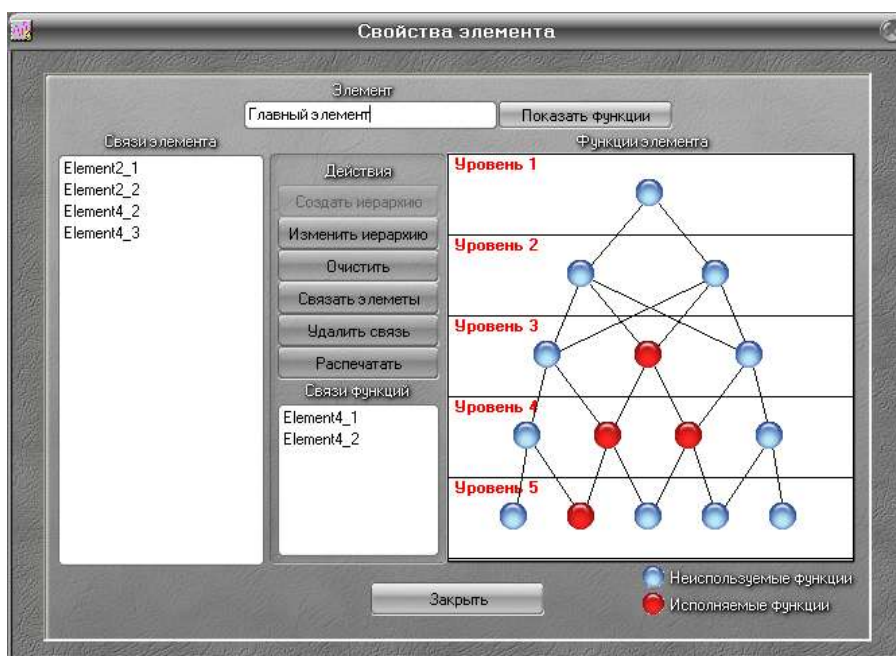 Свойства элемента
Элемент
Главный элемент
Показать функции
Связи элемента
Element2_1
Element2_2
Element4_2
Element4_3
Действия
Создать иерархию
Изменить иерархию
Очистить
Связать элеметы
Удалить связь
Распечатать
Связи функций
Element4_1
Element4_2
Функции элемента
Уровень 1
Уровень 2
Уровень 3
Уровень 4
Уровень 5
Неиспользуемые функции
Исполняемые функции
Закрыть